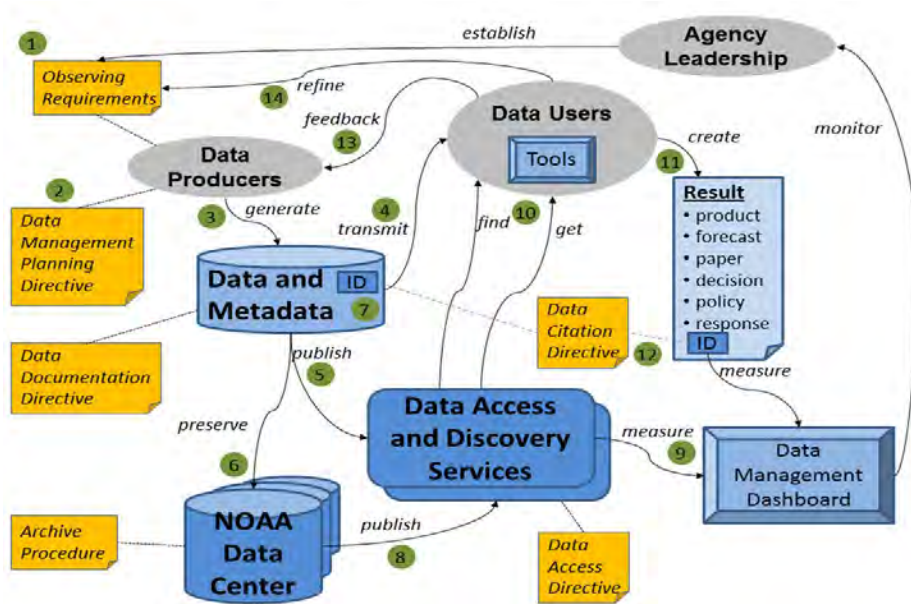 1
establish
Agency
Leadership
Observing
Requirements
14
refine
feedback
13
Data Users
Tools
monitor
create
11
Data
Producers
2
3
generate
4
transmit
10
find
get
Result
• product
• forecast
• paper
• decision
• policy
• response
ID
Data
Management
Planning
Directive
Data and
Metadata
ID
7
Data
Citation
Directive
12
measure
Data
Documentation
Directive
publish
5
preserve
6
Data Access
and Discovery
Services
measure
9
Data
Management
Dashboard
Archive
Procedure
NOAA
Data
Center
publish
8
Data
Access
Directive